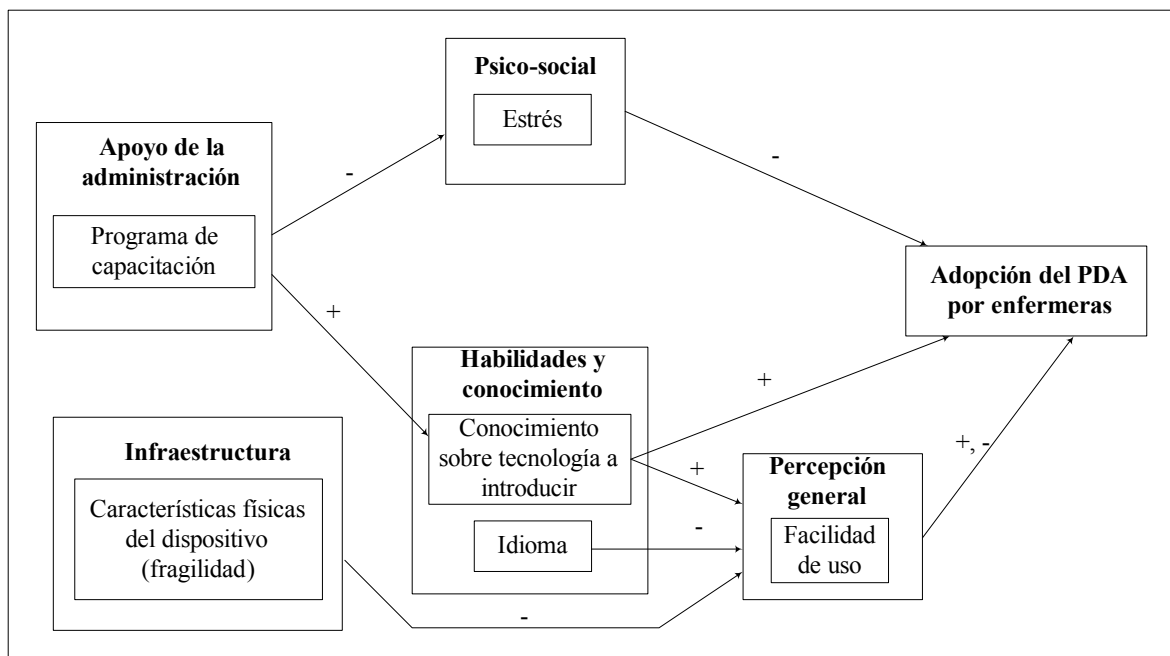 Psico-social
Estrés
-
-
Apoyo de la
administración
Programa de
capacitación
+
Adopción del PDA
por enfermeras
Habilidades y
conocimiento
Conocimiento
sobre tecnología a
introducir
Idioma
+
+
-
+, -
Infraestructura
Características físicas
del dispositivo
(fragilidad)
-
Percepción
general
Facilidad
de uso